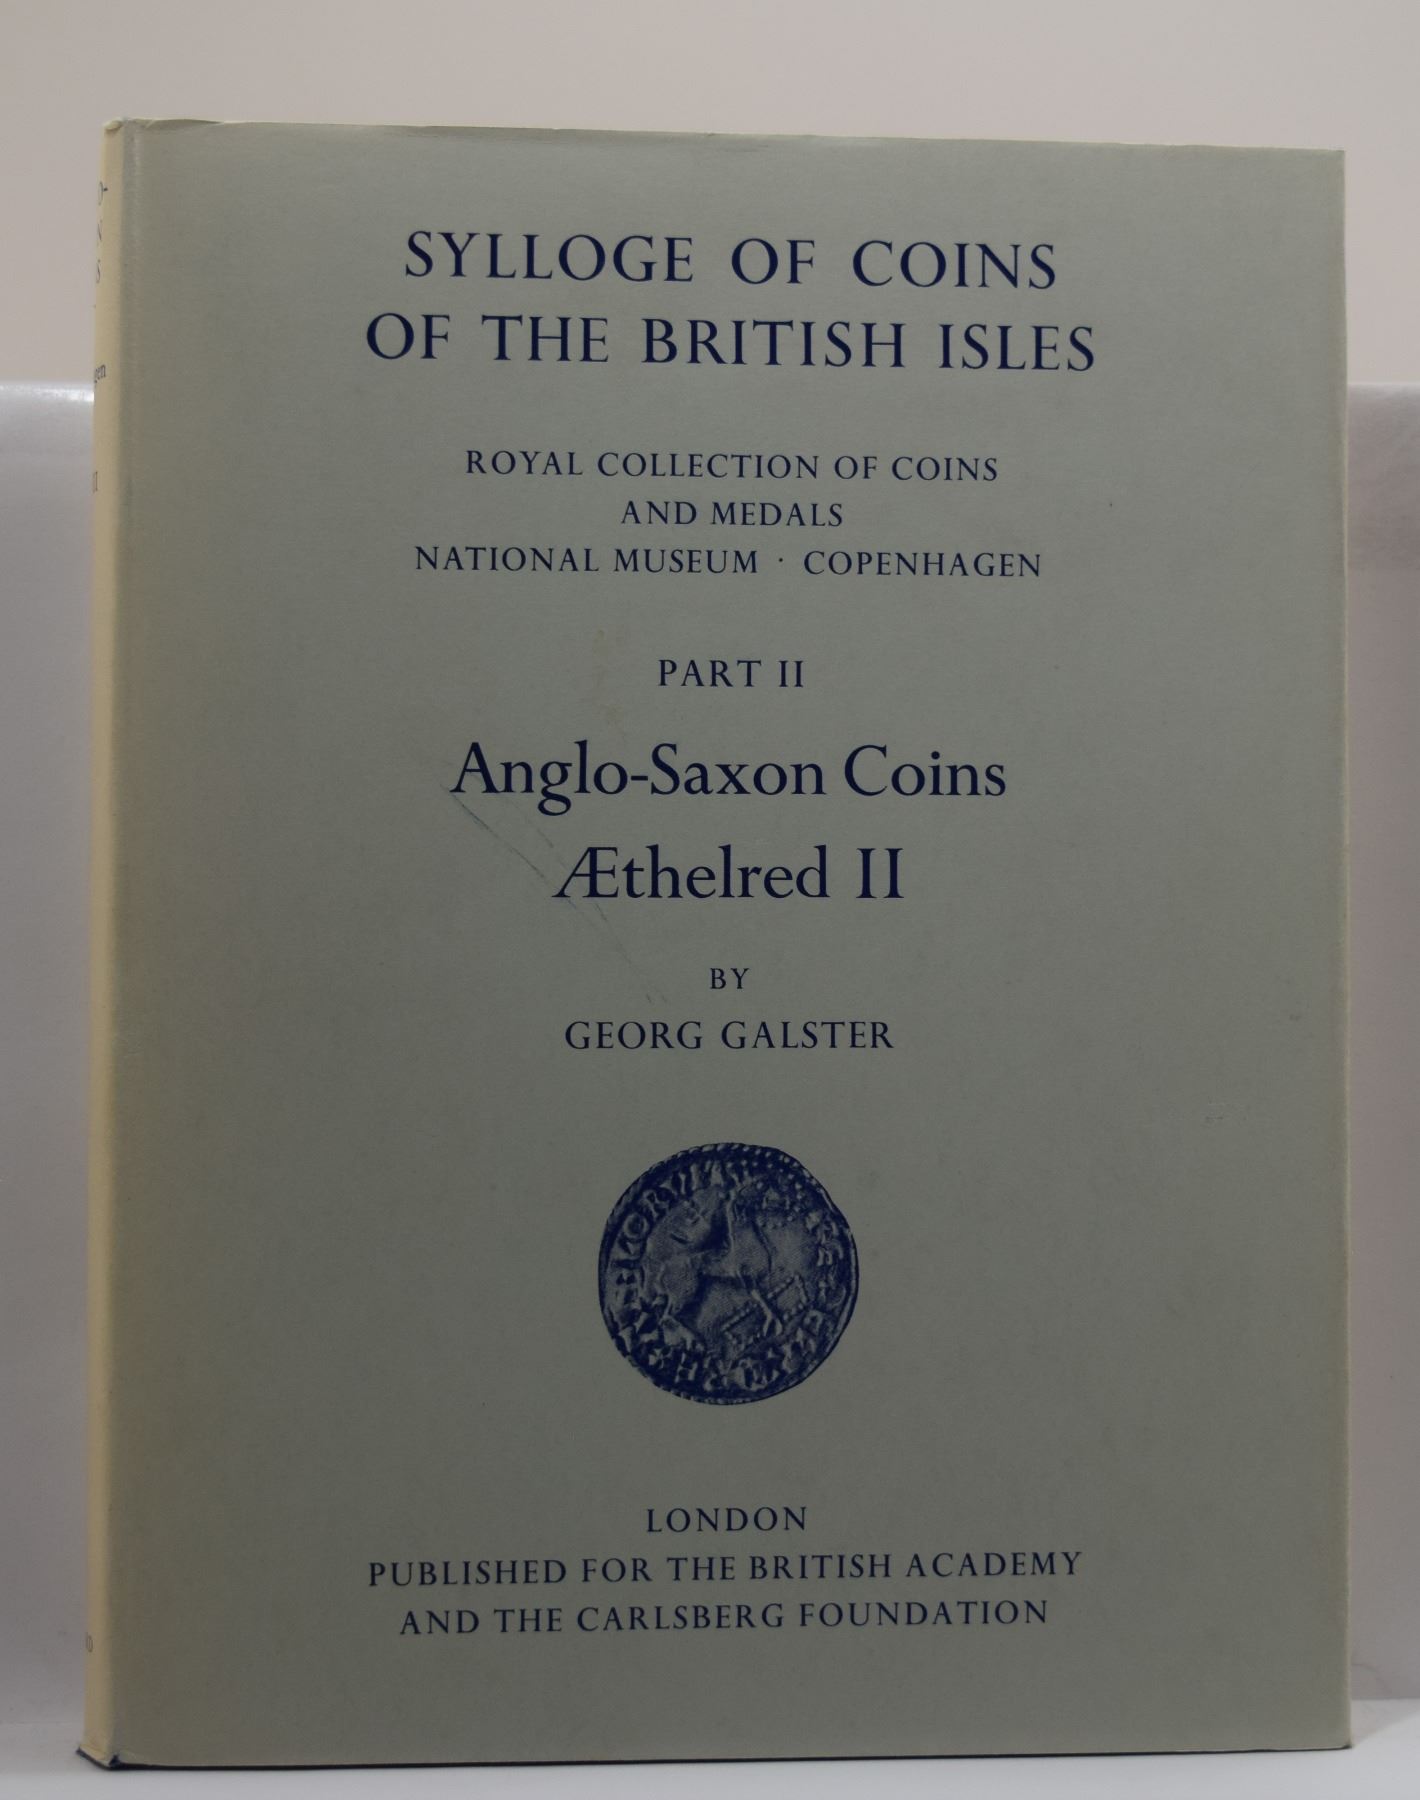 SYLLOGE OF COINS
OF THE BRITISH ISLES
ROYAL COLLECTION OF COINS
AND MEDALS
NATIONAL MUSEUM · COPENHAGEN
PART II
Anglo-Saxon Coins
Æthelred II
BY
GEORG GALSTER
LONDON
PUBLISHED FOR THE BRITISH ACADEMY
AND THE CARLSBERG FOUNDATION